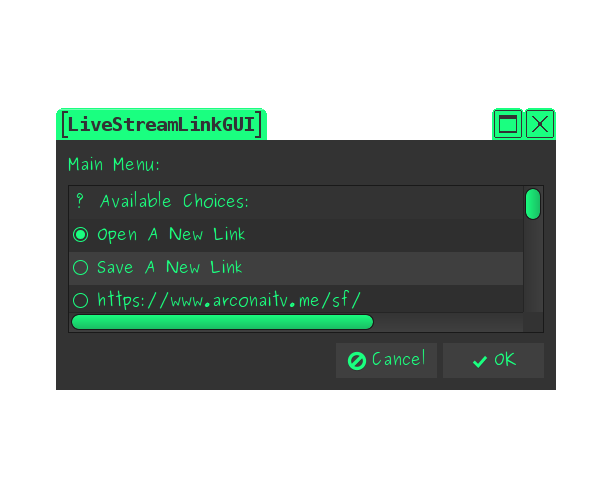 [LiveStreamLinkGUI]
Main Menu:
? Available Choices:
Open A New Link
Save A New Link
https://www.arconaitv.me/sf/
Cancel OK